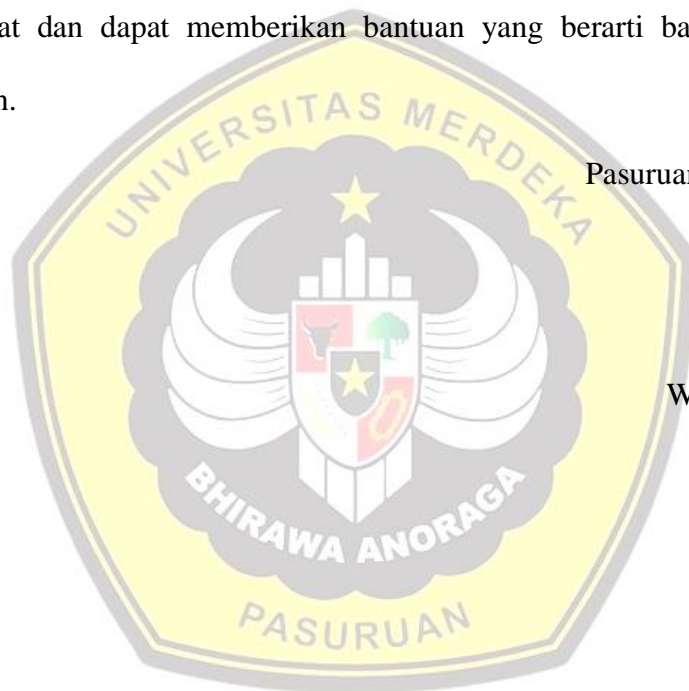 at dan dapat memberikan bantuan yang berarti ba
n.
UNIVERSITAS MERDEKA
Pasuruan
W
BHIRAWA ANORAGA
PASURUAN